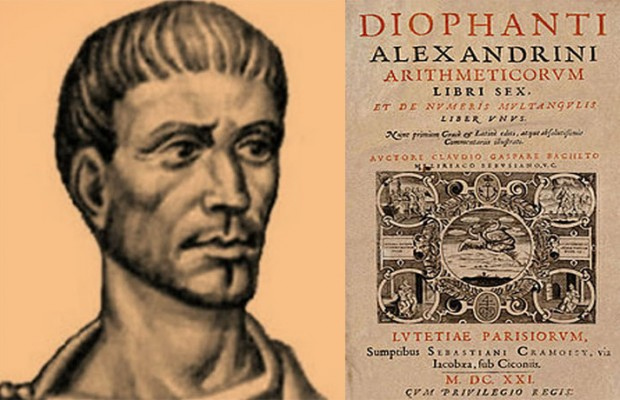 DIOPHANTI
ALEXANDRINI
ARITHMETICORVM
LIBRI SEX,
ET DE NVMERIS MVLTANGVLIS
LIBER VNVS.
Nunc primùm Græcè & Latinè editi, atque absolutissimis
Commentariis illustrati.
AVCTORE CLAVDIO GASPARE BACHETO
MEZIRIACO SEBVSIANO, V.C.
LVTETIAE PARISIORVM,
Sumptibus SEBASTIANI CRAMOISY, via
Iacobæa, sub Ciconiis.
M. DC. XXI.
CVM PRIVILEGIO REGIS.